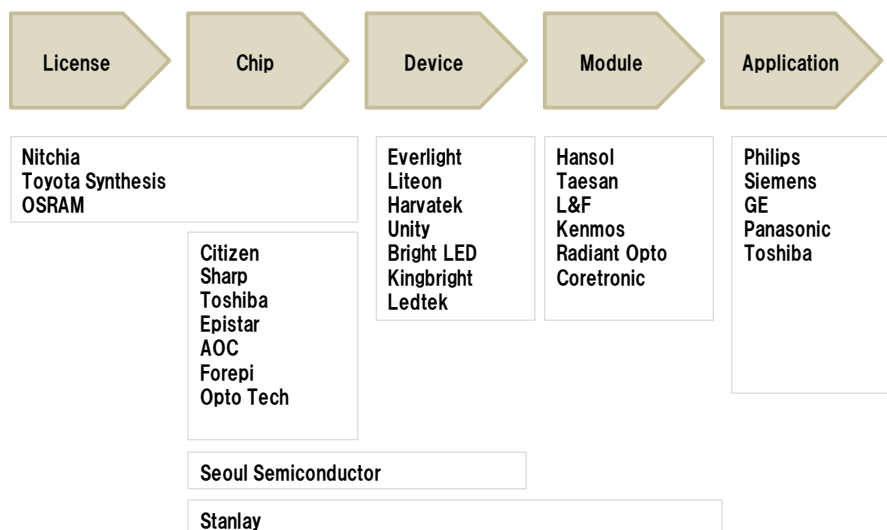 License
Chip
Device
Module
Application
Nitchia
Toyota Synthesis
OSRAM
Citizen
Sharp
Toshiba
Epistar
AOC
Forepi
Opto Tech
Everlight
Liteon
Harvatek
Unity
Bright LED
Kingbright
Ledtek
Hansol
Taesan
L&F
Kenmos
Radiant Opto
Coretronic
Philips
Siemens
GE
Panasonic
Toshiba
Seoul Semiconductor
Stanlay